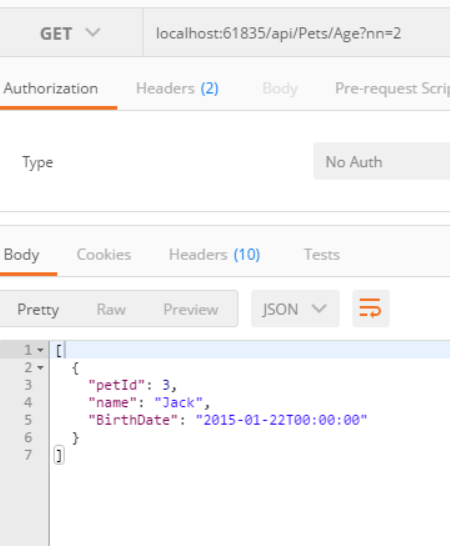 GET localhost:61835/api/Pets/Age?nn=2
Authorization Headers (2) Body Pre-request Scrip
Type No Auth
Body Cookies Headers (10) Tests
Pretty Raw Preview JSON
1 [
2 {
3 "petId": 3,
4 "name": "Jack",
5 "BirthDate": "2015-01-22T00:00:00"
6 }
7 ]